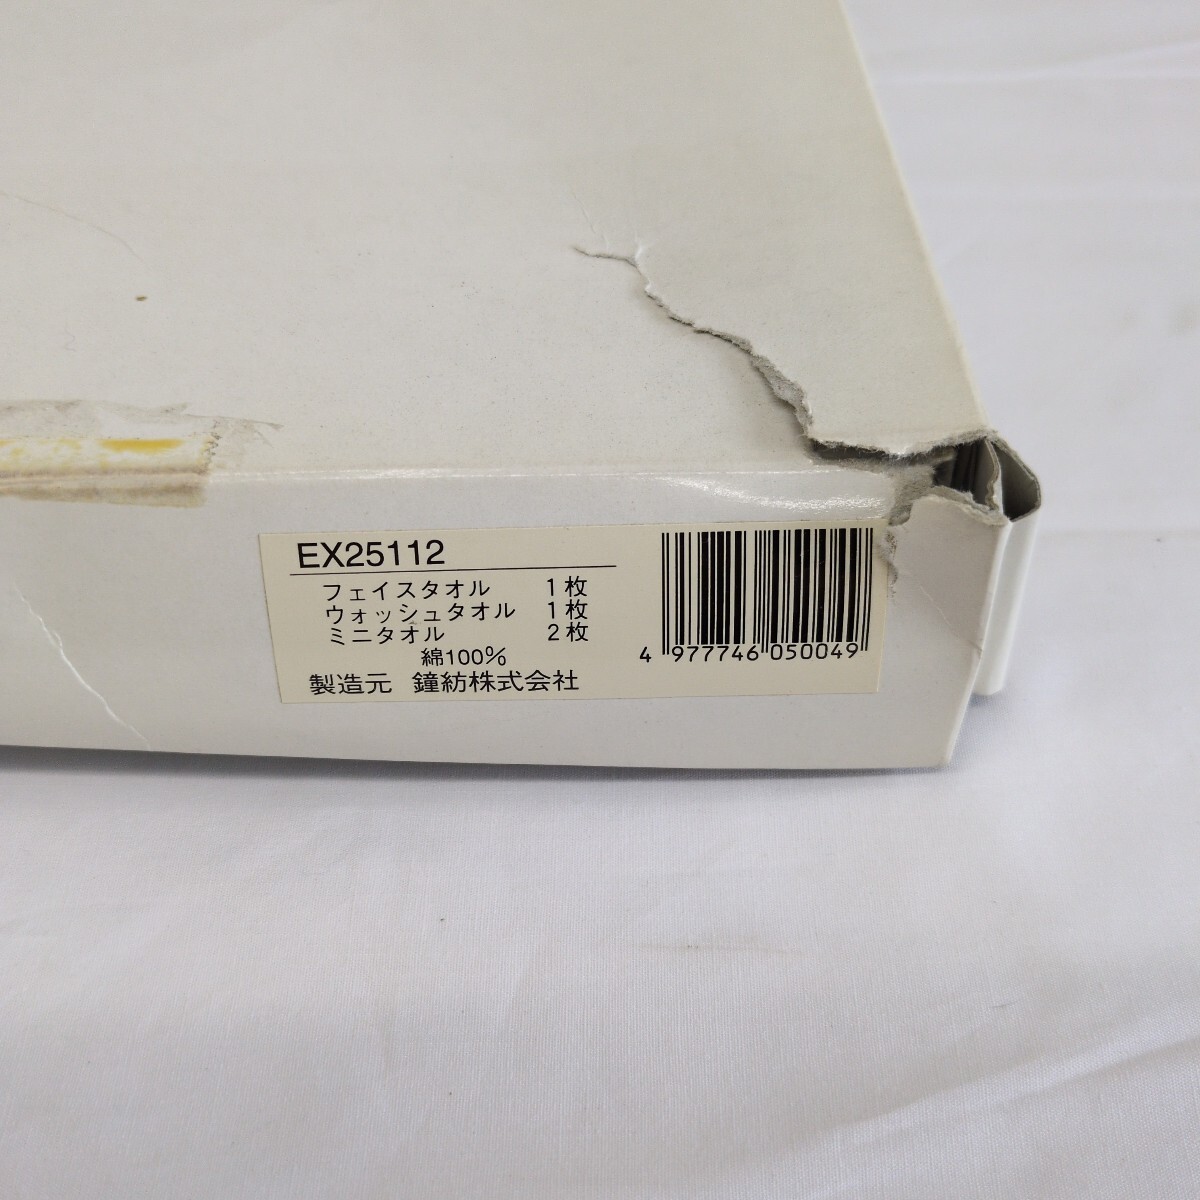 EX25112
フェイスタオル 1枚
ウォッシュタオル 1枚
ミニタオル 2枚
綿100%
製造元 鐘紡株式会社
4 977746 050049